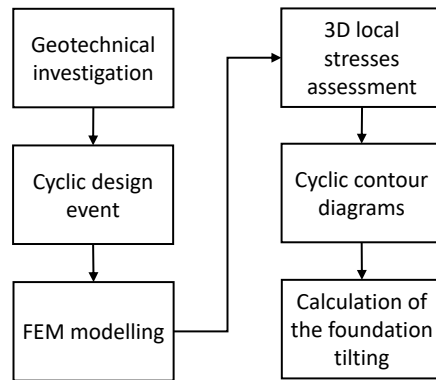 Geotechnical
investigation
Cyclic design
event
FEM modelling
3D local
stresses
assessment
Cyclic contour
diagrams
Calculation of
the foundation
tilting